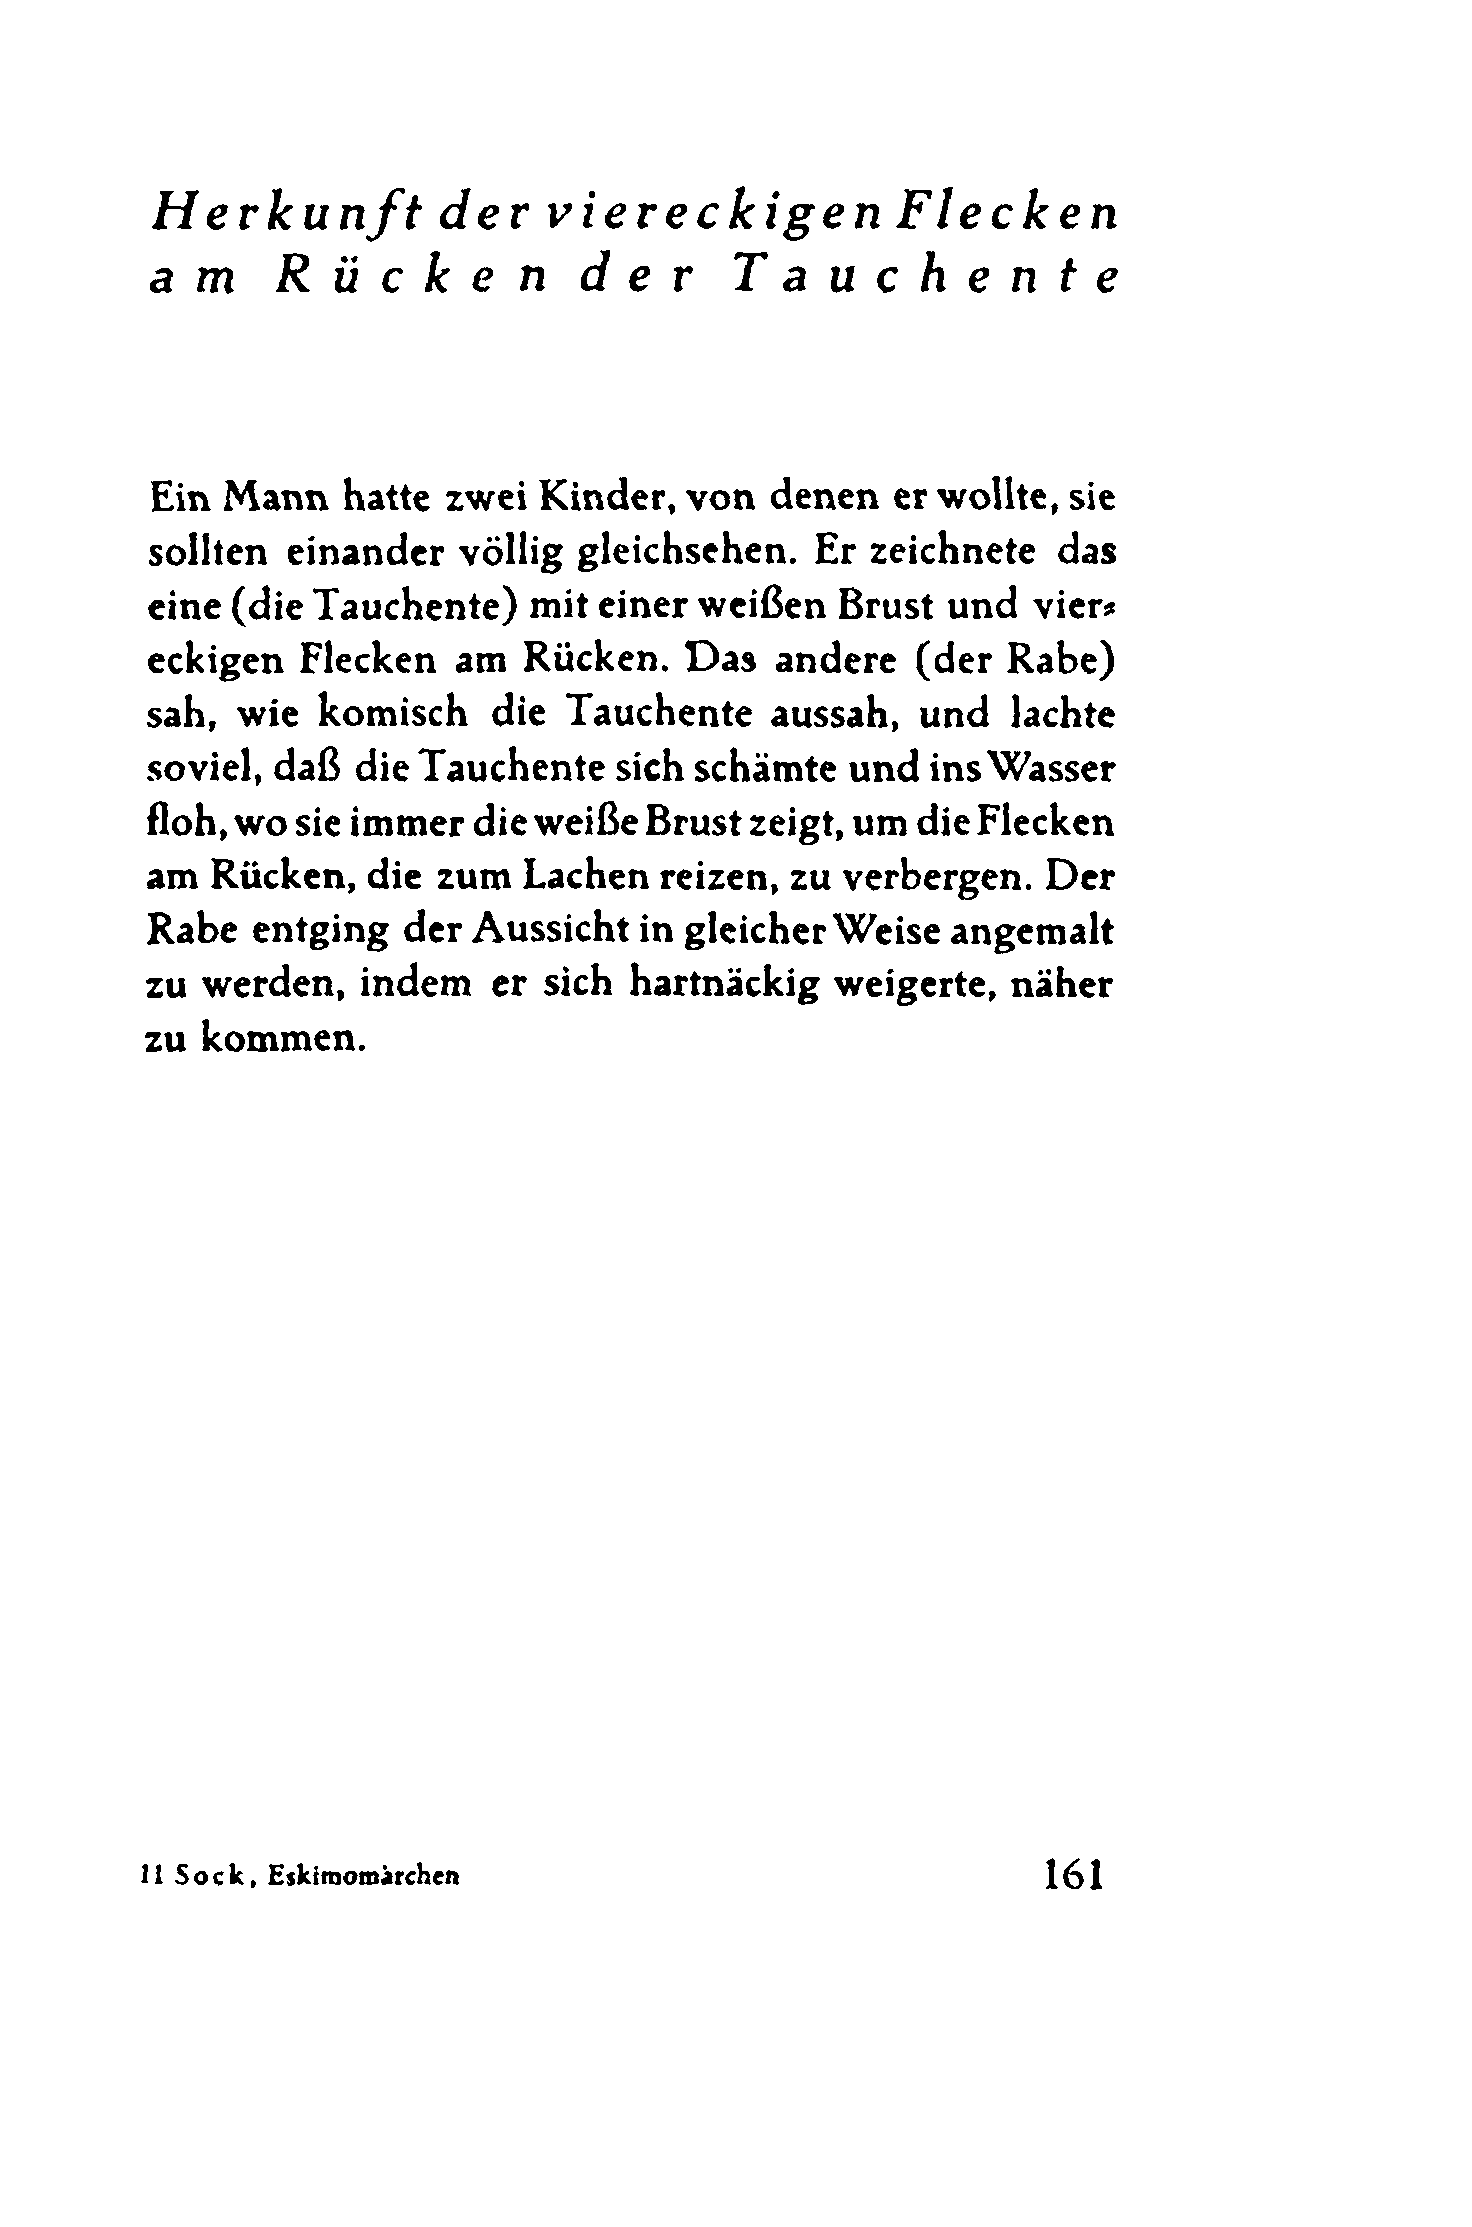 Herkunft der viereckigen Flecken
am Rücken der Tauchente
Ein Mann hatte zwei Kinder, von denen er wollte, sie
sollten einander völlig gleichsehen. Er zeichnete das
eine (die Tauchente) mit einer weißen Brust und vier-
eckigen Flecken am Rücken. Das andere (der Rabe)
sah, wie komisch die Tauchente aussah, und lachte
soviel, daß die Tauchente sich schämte und ins Wasser
floh, wo sie immer die weiße Brust zeigt, um die Flecken
am Rücken, die zum Lachen reizen, zu verbergen. Der
Rabe entging der Aussicht in gleicher Weise angemalt
zu werden, indem er sich hartnäckig weigerte, näher
zu kommen.
11 Sock, Eskimomärchen 161